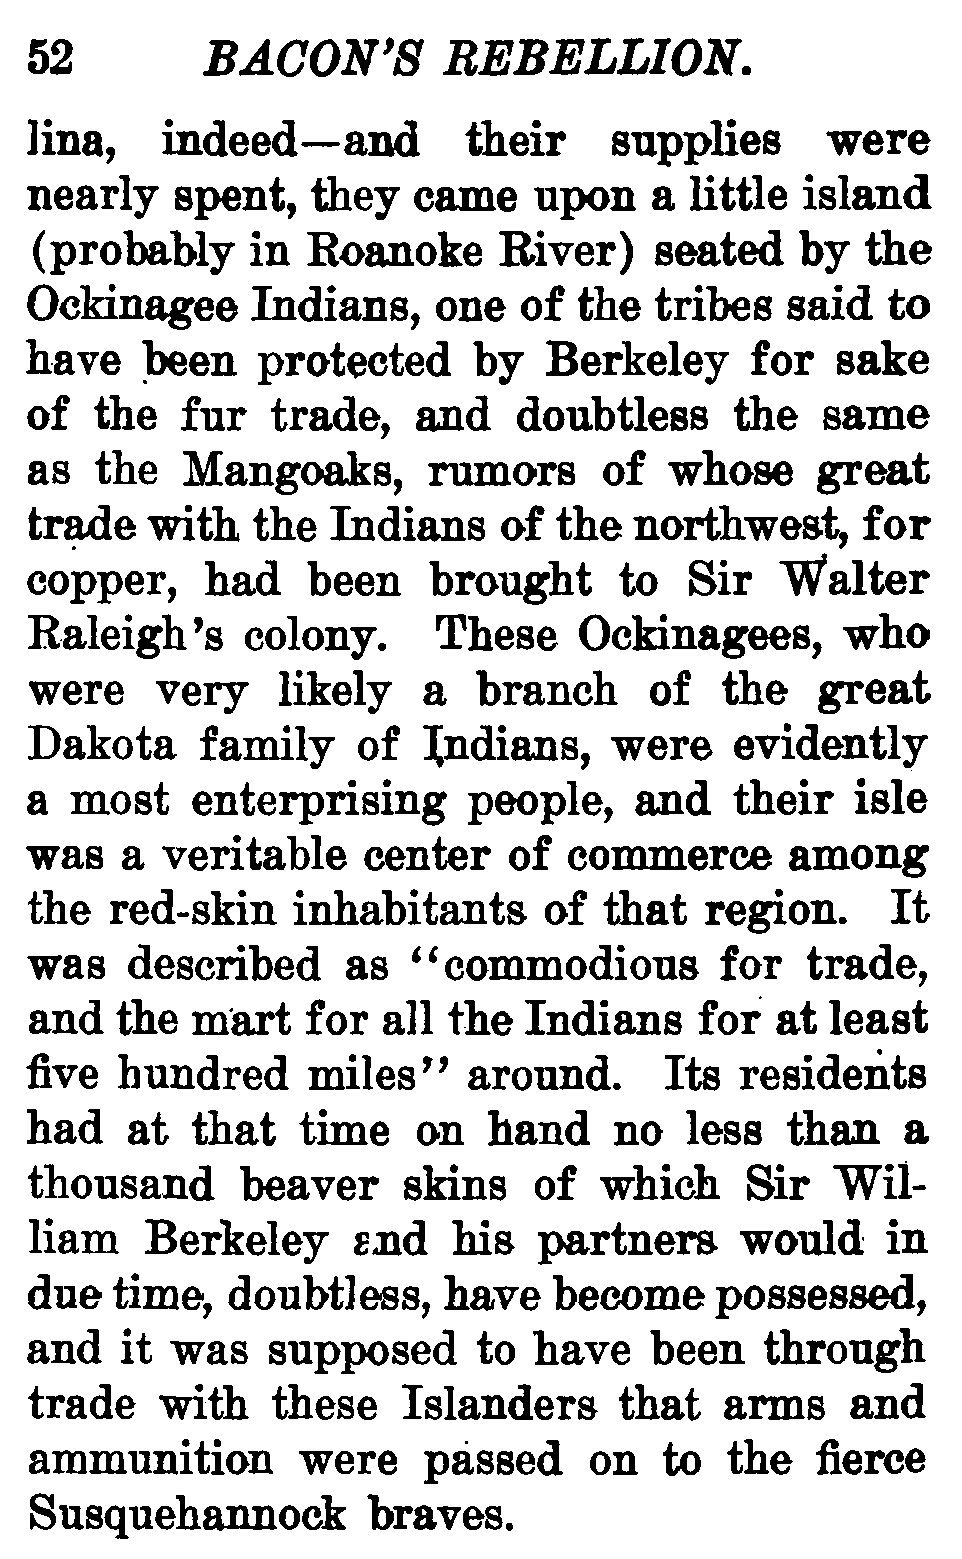 52 BACON'S REBELLION.
lina, indeed—and their supplies were
nearly spent, they came upon a little island
(probably in Roanoke River) seated by the
Ockinagee Indians, one of the tribes said to
have been protected by Berkeley for sake
of the fur trade, and doubtless the same
as the Mangoaks, rumors of whose great
trade with the Indians of the northwest, for
copper, had been brought to Sir Walter
Raleigh's colony. These Ockinagees, who
were very likely a branch of the great
Dakota family of Indians, were evidently
a most enterprising people, and their isle
was a veritable center of commerce among
the red-skin inhabitants of that region. It
was described as "commodious for trade,
and the mart for all the Indians for at least
five hundred miles" around. Its residents
had at that time on hand no less than a
thousand beaver skins of which Sir Wil-
liam Berkeley and his partners would in
due time, doubtless, have become possessed,
and it was supposed to have been through
trade with these Islanders that arms and
ammunition were passed on to the fierce
Susquehannock braves.